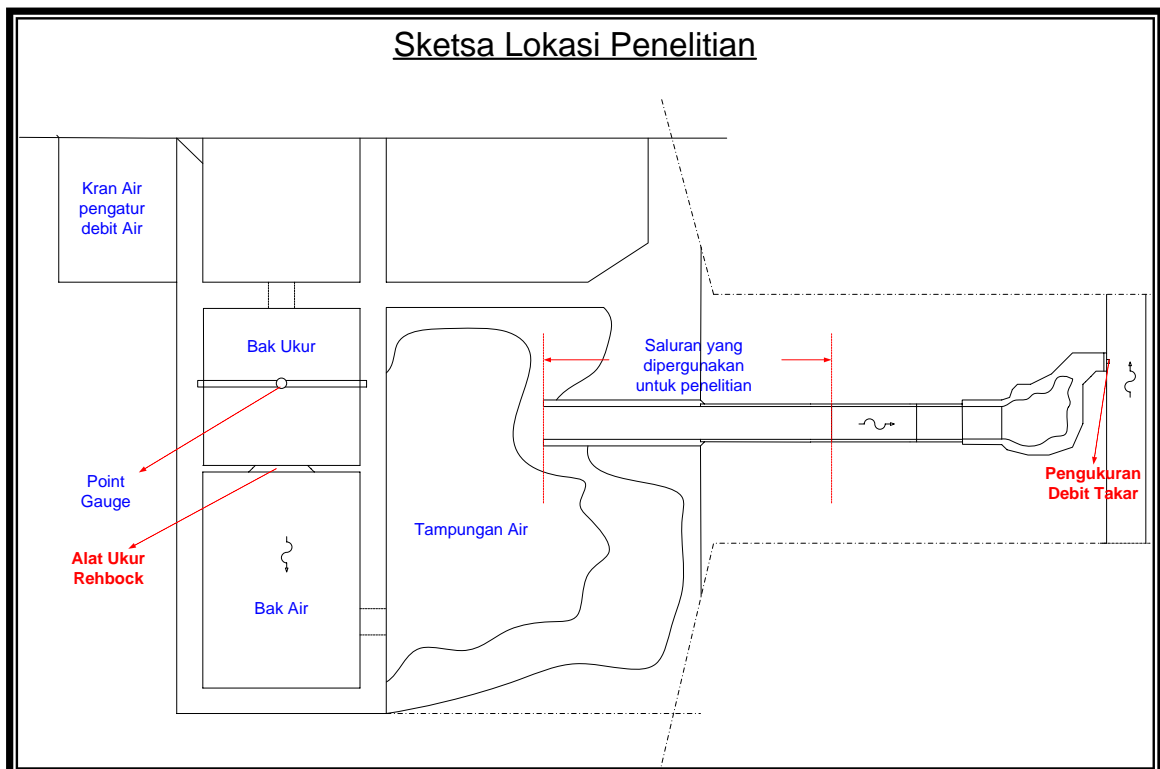 Sketsa Lokasi Penelitian
Kran Air
pengatur
debit Air
Bak Ukur
Saluran yang
dipergunakan
untuk penelitian
Point
Gauge
Pengukuran
Debit Takar
Tampungan Air
Alat Ukur
Rehbock
Bak Air